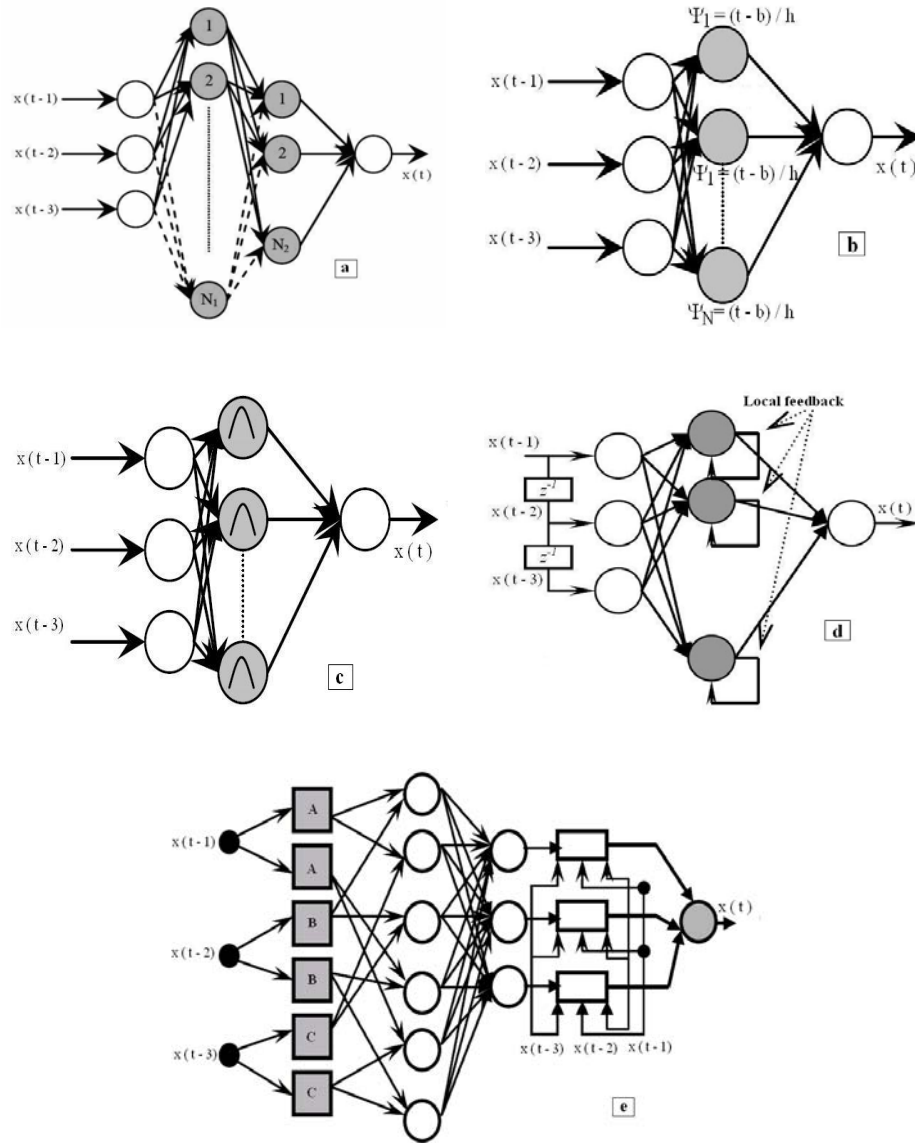 1
2
N₁
1
2
N₂
x(t-1)
x(t-2)
x(t-3)
x(t)
a
Ψ1 = (t - b) / h
x(t-1)
x(t-2)
x(t-3)
Ψ1 = (t - b) / h
ΨN = (t - b) / h
x(t)
b
x(t-1)
x(t-2)
x(t-3)
x(t)
c
Local feedback
x(t-1)
z⁻¹
x(t-2)
z⁻¹
x(t-3)
x(t)
d
x(t-1)
x(t-2)
x(t-3)
A
A
B
B
C
C
x(t-3) x(t-2) x(t-1)
x(t)
e